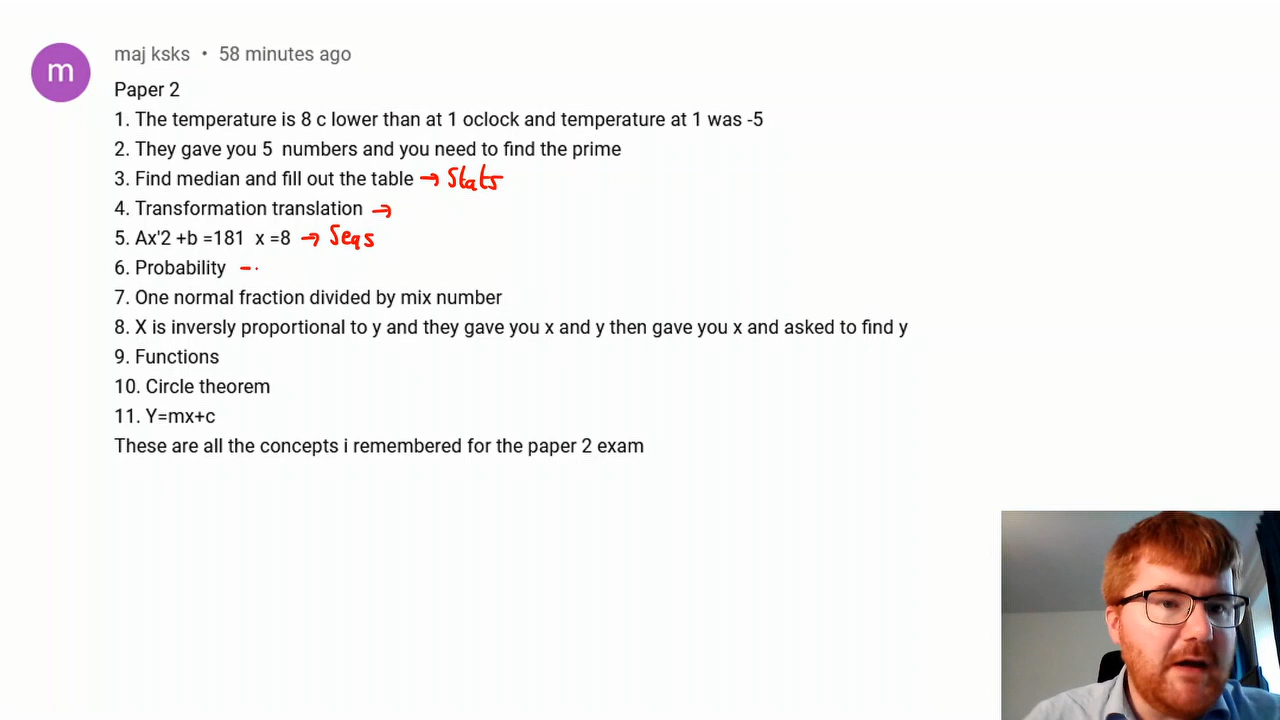 m
maj ksks • 58 minutes ago
Paper 2
1. The temperature is 8 c lower than at 1 oclock and temperature at 1 was -5
2. They gave you 5 numbers and you need to find the prime
3. Find median and fill out the table → Stats
4. Transformation translation →
5. Ax'2 +b =181 x =8 → Seqs
6. Probability -
7. One normal fraction divided by mix number
8. X is inversly proportional to y and they gave you x and y then gave you x and asked to find y
9. Functions
10. Circle theorem
11. Y=mx+c
These are all the concepts i remembered for the paper 2 exam